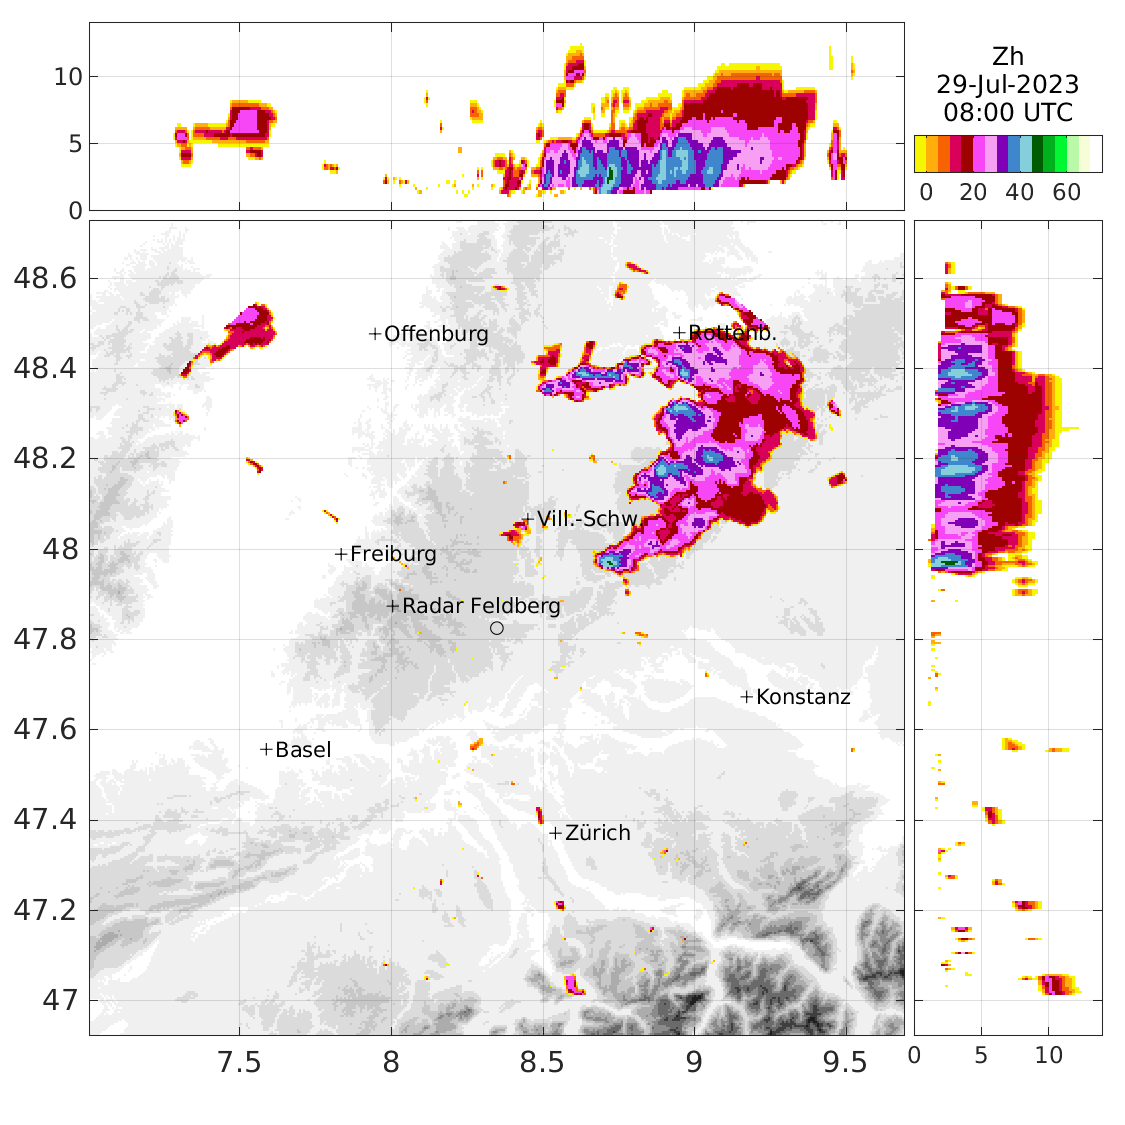 Zh
29-Jul-2023
08:00 UTC
0 20 40 60
10
5
0
48.6
48.4
48.2
48
47.8
47.6
47.4
47.2
47
Offenburg
Rottenb.
Vill.-Schw.
Freiburg
Radar Feldberg
Konstanz
Basel
Zürich
7.5 8 8.5 9 9.5
0 5 10